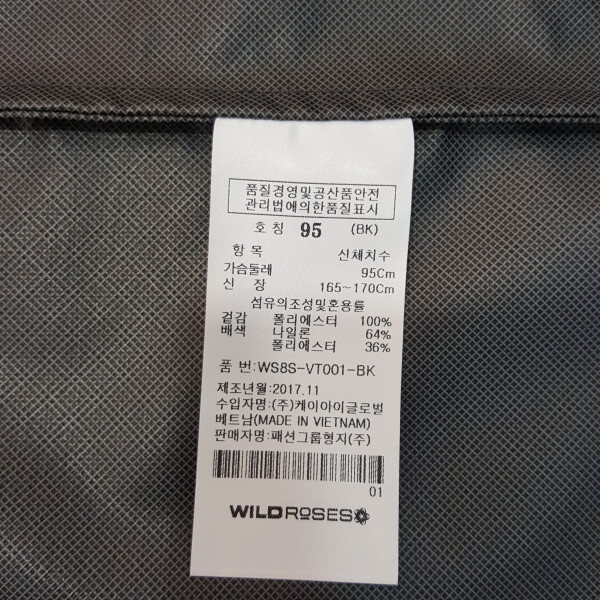 품질경영및공산품안전
관리법에의한품질표시
호 칭 95 (BK)
항 목 신체치수
가슴둘레 95Cm
신 장 165~170Cm
섬유의조성및혼용률
겉감 폴리에스터 100%
배색 나일론 64%
폴리에스터 36%
품 번:WS8S-VT001-BK
제조년월:2017.11
수입자명:(주)케이아이글로벌
베트남(MADE IN VIETNAM)
판매자명:패션그룹형지(주)
01
WILDROSES